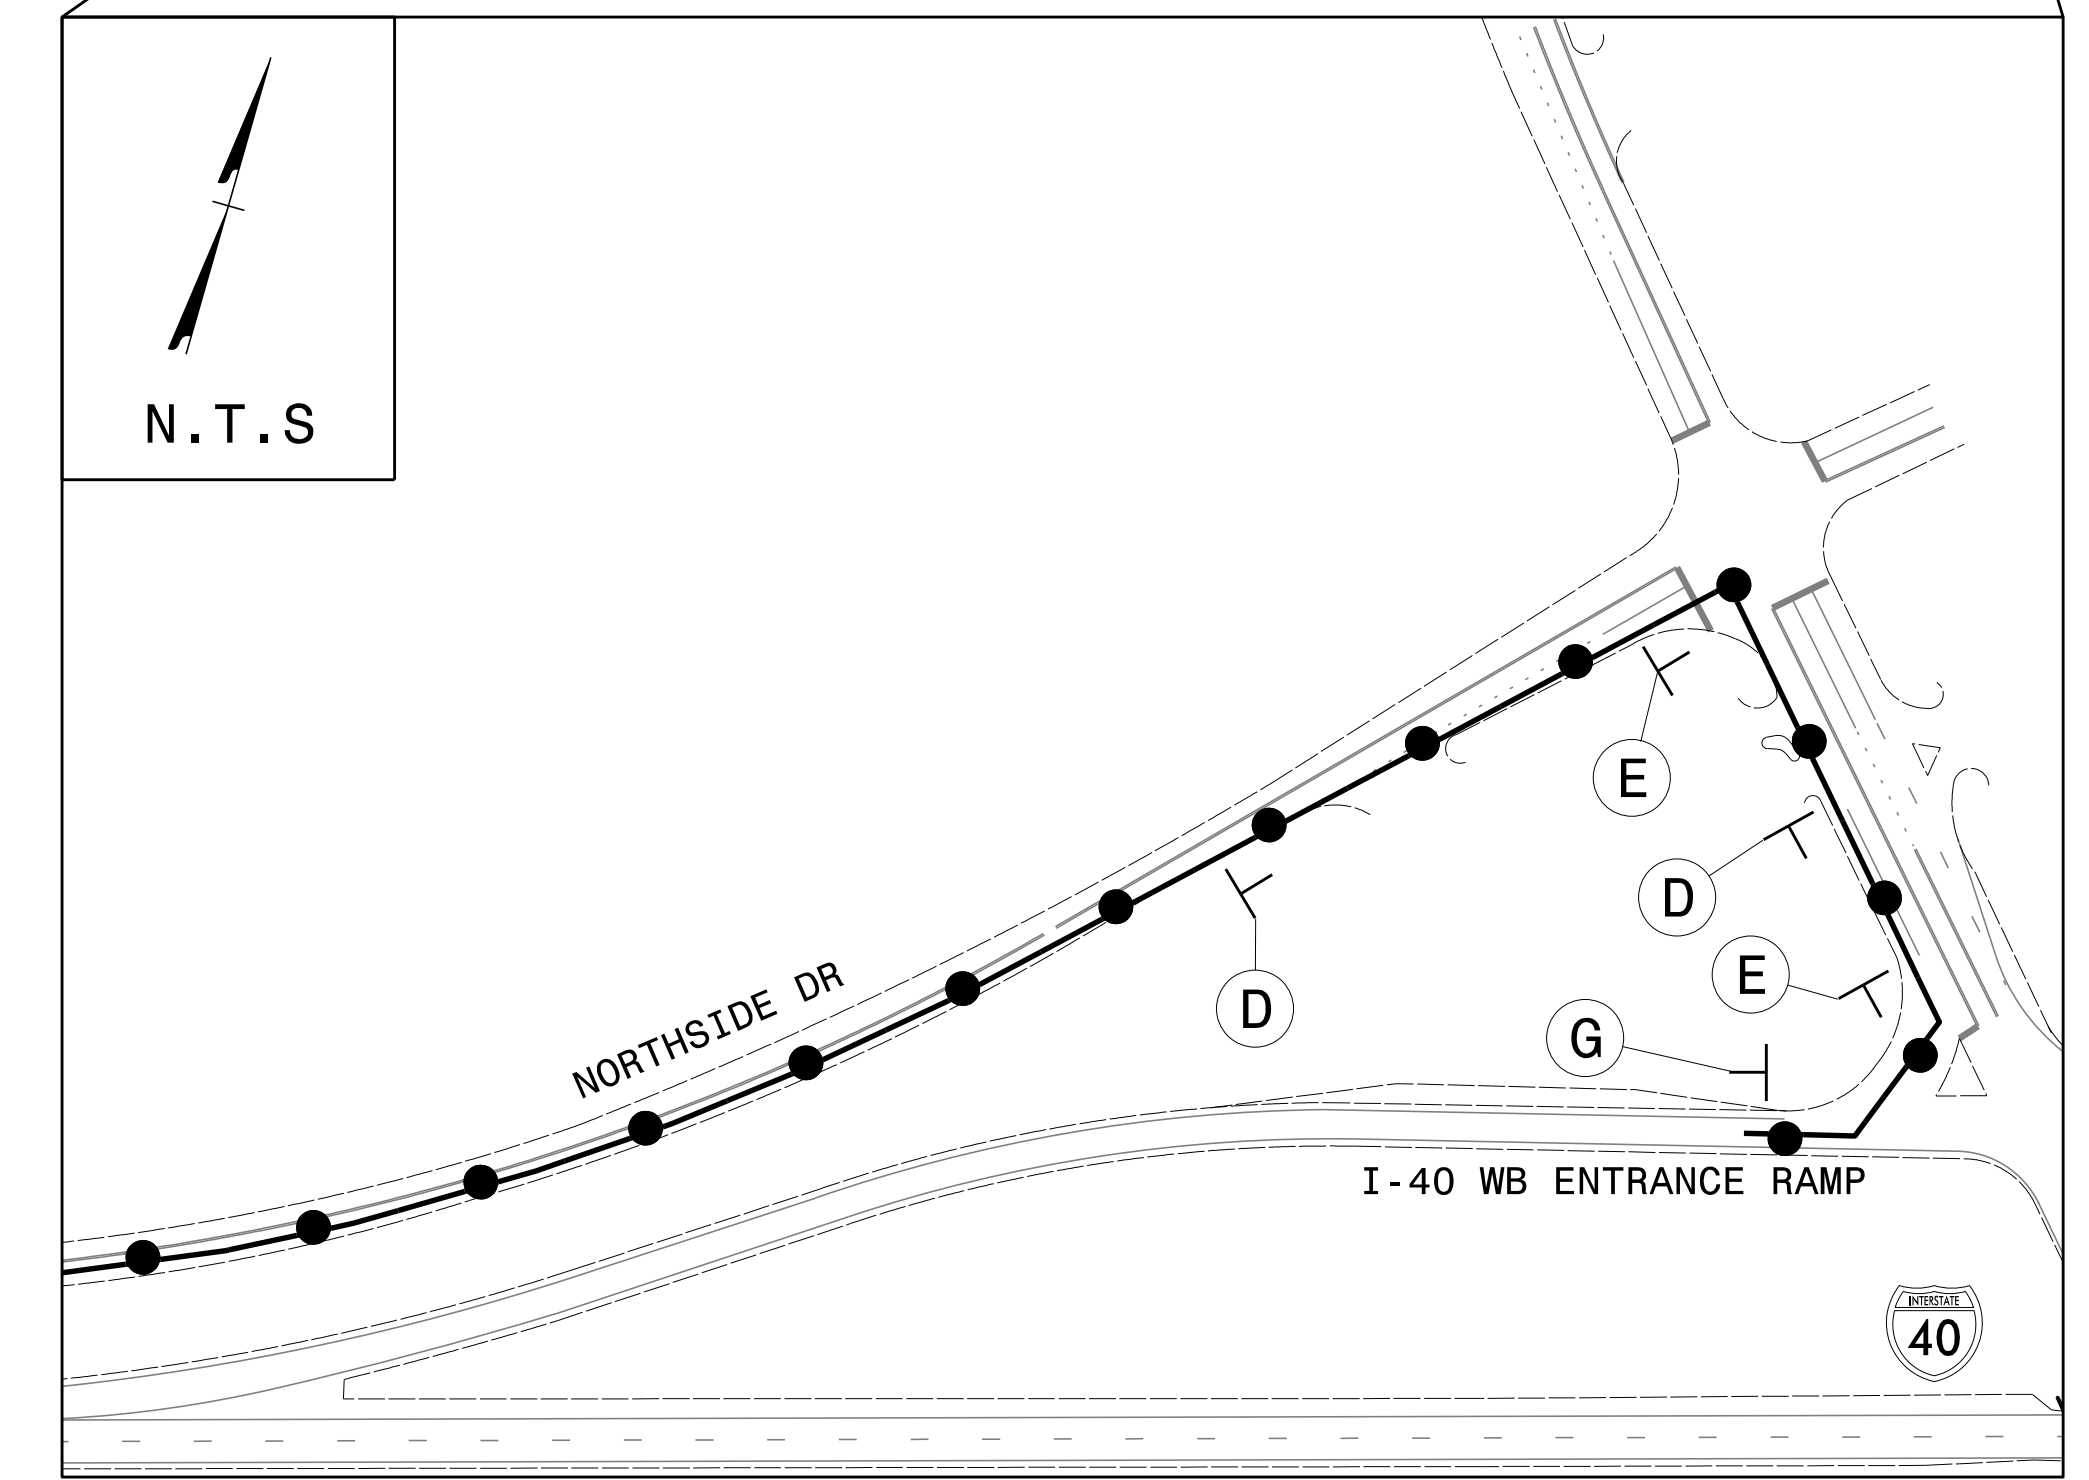 N.T.S
E
D
E
D
G
NORTHSIDE DR
I-40 WB ENTRANCE RAMP
INTERSTATE
40